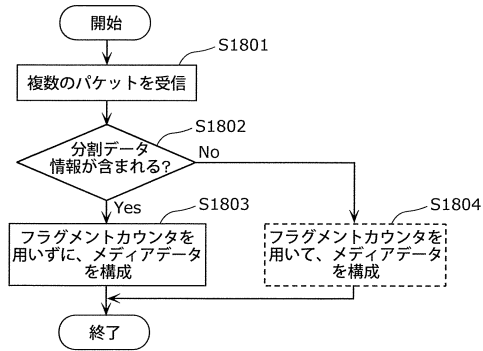 開始
S1801
複数のパケットを受信
S1802
分割データ
情報が含まれる?
No
Yes
S1803
フラグメントカウンタを
用いずに、メディアデータ
を構成
S1804
フラグメントカウンタを
用いて、メディアデータ
を構成
終了